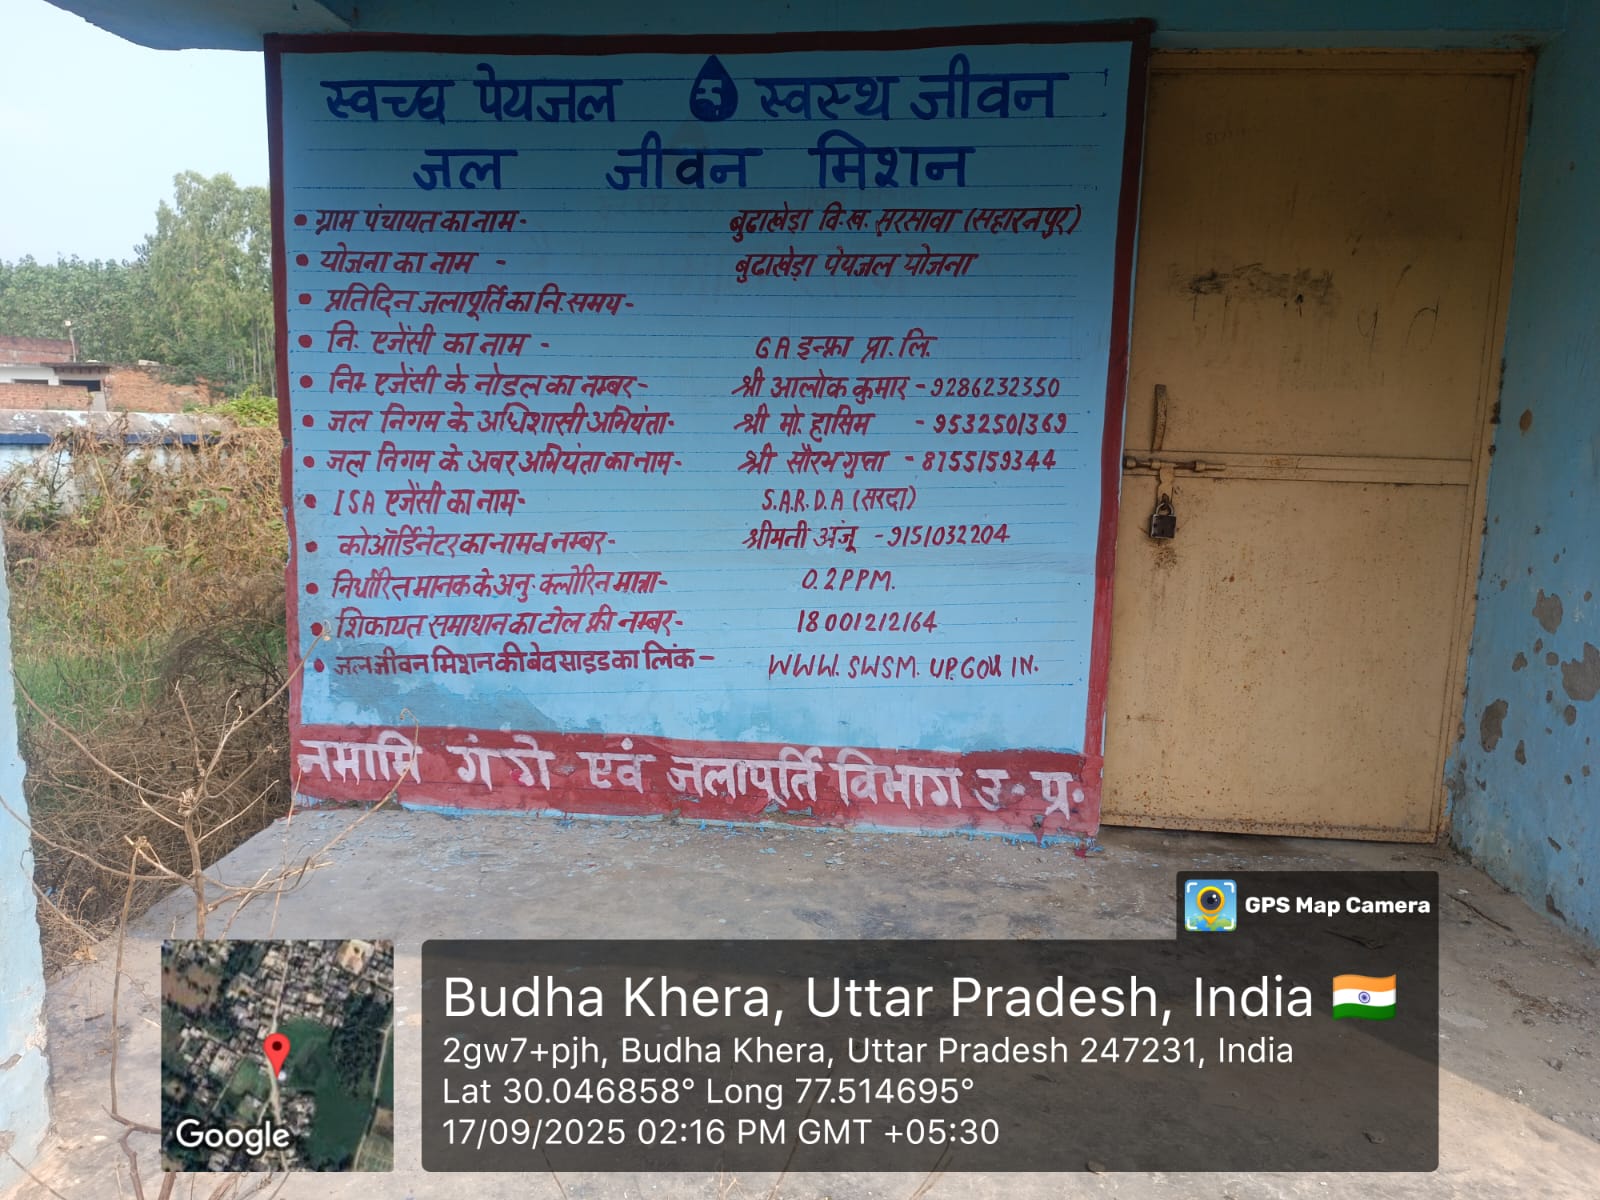 स्वच्छ पेयजल स्वस्थ जीवन
जल जीवन मिशन
• ग्राम पंचायत का नाम- बुढाखेड़ा वि.ख. सरसावा (सहारनपुर)
• योजना का नाम - बुढाखेड़ा पेयजल योजना
• प्रतिदिन जलापूर्ति का नि. समय-
• नि. एजेंसी का नाम - GA इन्फ्रा प्रा. लि.
• निम एजेंसी के नोडल का नम्बर- श्री आलोक कुमार - 9286232350
• जल निगम के अधिशासी अभियंता- श्री मो. हासिम - 9532501369
• जल निगम के अवर अभियंता का नाम- श्री सौरभ गुप्ता - 8755159344
• ISA एजेंसी का नाम- S.A.R.D.A (सरदा)
• कोऑर्डिनेटर का नाम व नम्बर- श्रीमती अंजू -9151032204
• निर्धारित मानक के अनु. क्लोरिन मात्रा- 0.2PPM.
• शिकायत समाधान का टोल फ्री नम्बर- 18001212164
• जल जीवन मिशन की बेवसाइड का लिंक - WWW. SWSM. UP.GOV IN.
नमामि गंगे एवं जलापूर्ति विभाग उ. प्र.
GPS Map Camera
Budha Khera, Uttar Pradesh, India
2gw7+pjh, Budha Khera, Uttar Pradesh 247231, India
Lat 30.046858° Long 77.514695°
17/09/2025 02:16 PM GMT +05:30
Google